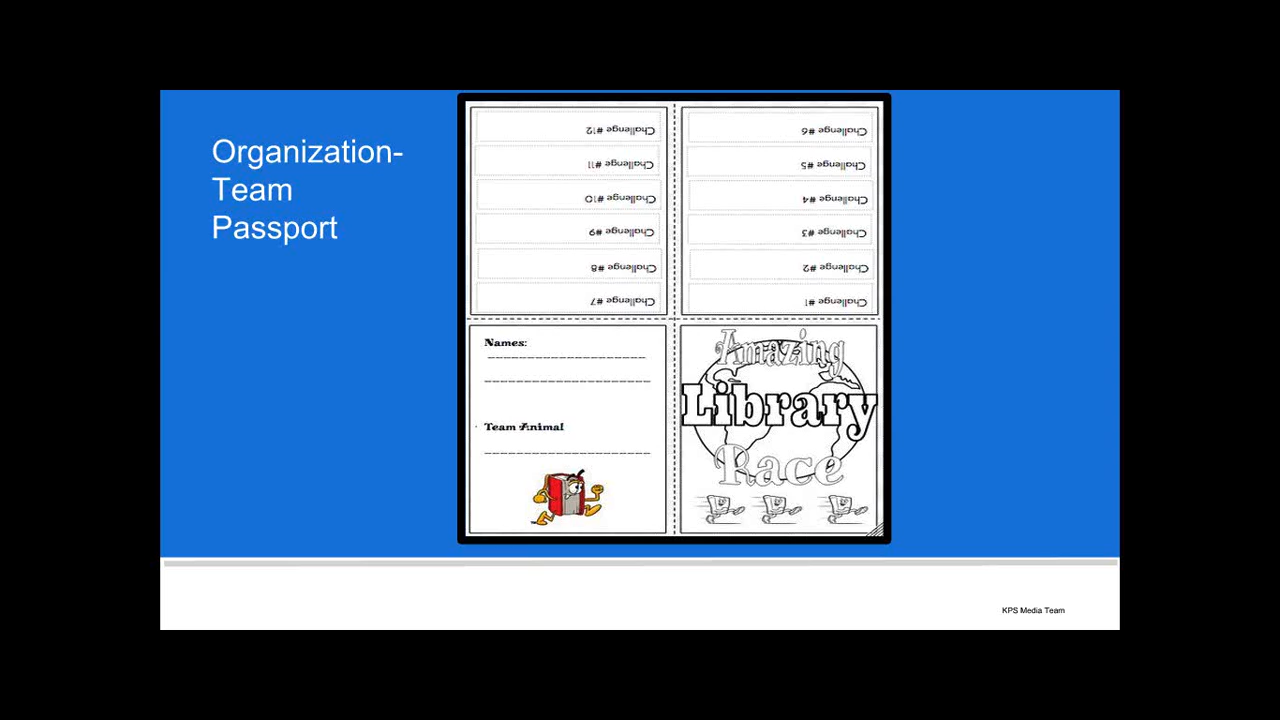 Organization-
Team
Passport
Challenge #12
Challenge #11
Challenge #10
Challenge #9
Challenge #8
Challenge #7
Challenge #6
Challenge #5
Challenge #4
Challenge #3
Challenge #2
Challenge #1
Names:
Team Animal
Amazing
Library
Race
KPS Media Team